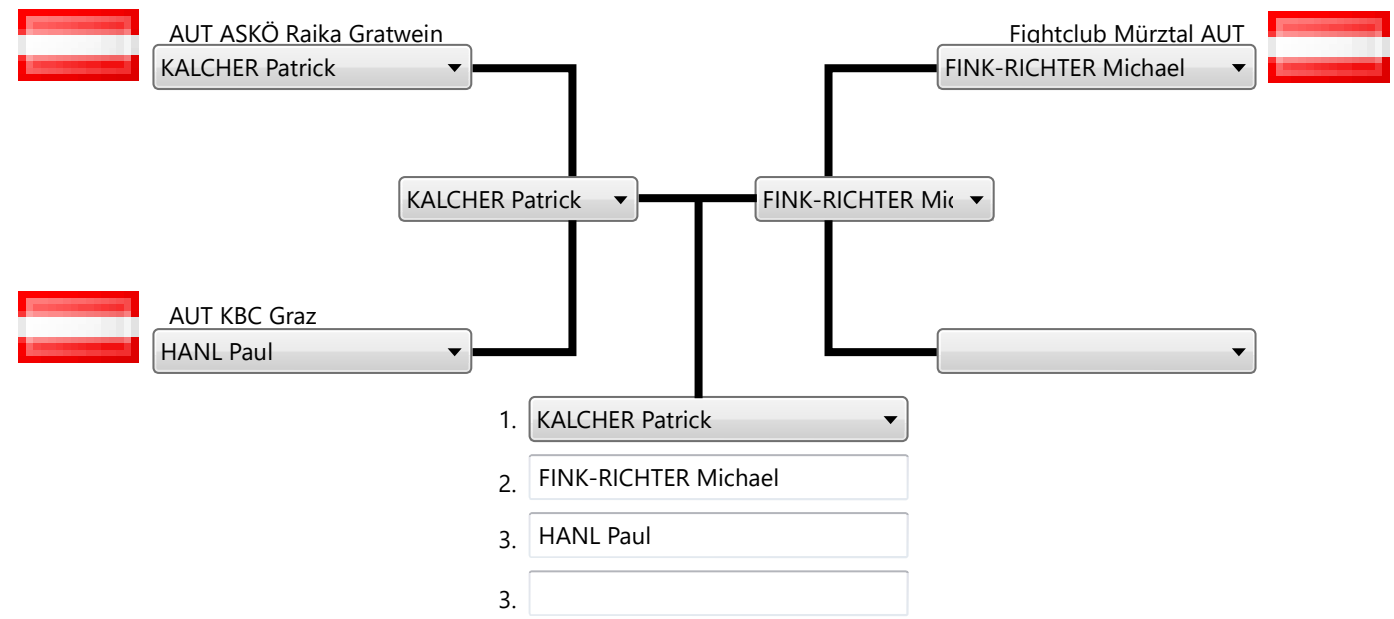 AUT ASKÖ Raika Gratwein
KALCHER Patrick
Fightclub Mürztal AUT
FINK-RICHTER Michael
KALCHER Patrick
FINK-RICHTER Mic
AUT KBC Graz
HANL Paul
1. KALCHER Patrick
2. FINK-RICHTER Michael
3. HANL Paul
3.